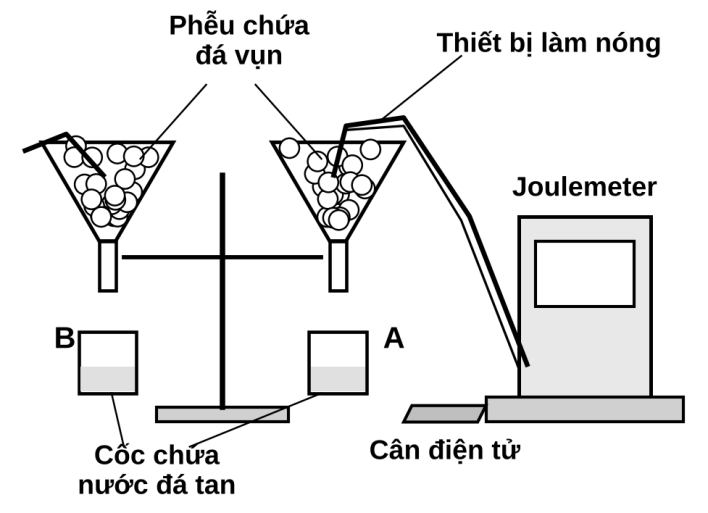 Phễu chứa
đá vụn
Thiết bị làm nóng
Joulemeter
B
A
Cân điện tử
Cốc chứa
nước đá tan